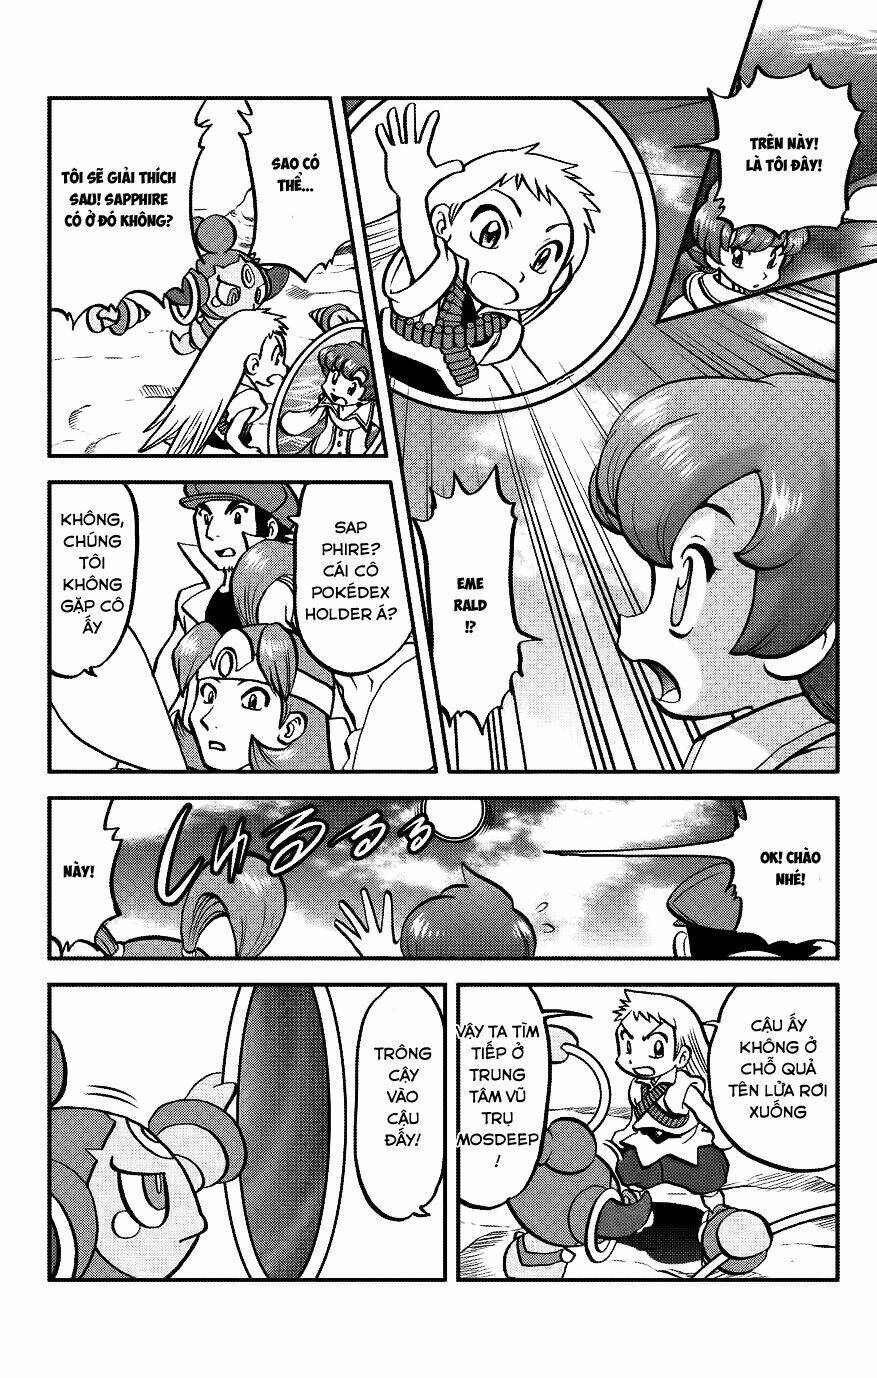 TRÊN NÀY!
LÀ TÔI ĐÂY!
EME
RALD
!?
SAO CÓ
THỂ...
TÔI SẼ GIẢI THÍCH
SAU! SAPPHIRE
CÓ Ở ĐÓ KHÔNG?
SAP
PHIRE?
CÁI CÔ
POKÉDEX
HOLDER Á?
KHÔNG,
CHÚNG
TÔI
KHÔNG
GẶP CÔ
ẤY
OK! CHÀO
NHÉ!
しゅるるる
NÀY!
CẬU ẤY
KHÔNG Ở
CHỖ QUẢ
TÊN LỬA RƠI
XUỐNG
VẬY TA TÌM
TIẾP Ở
TRUNG
TÂM VŨ
TRỤ
MOSDEEP
!
TRÔNG
CẬY
VÀO
CẬU
ĐẤY!